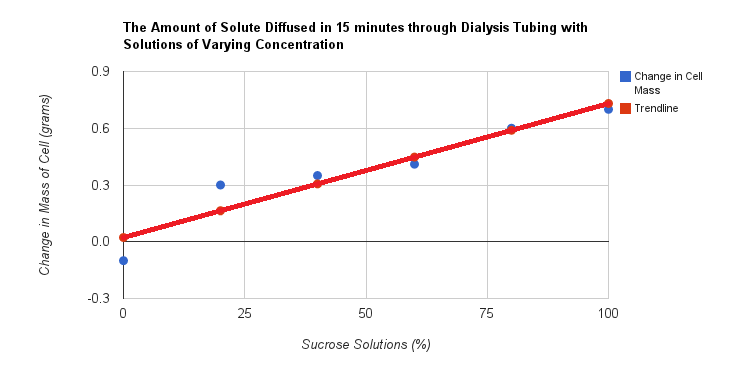 The Amount of Solute Diffused in 15 minutes through Dialysis Tubing with
Solutions of Varying Concentration
0.9
0.6
0.3
0.0
-0.3
Change in Mass of Cell (grams)
0
25
50
75
100
Sucrose Solutions (%)
Change in Cell
Mass
Trendline